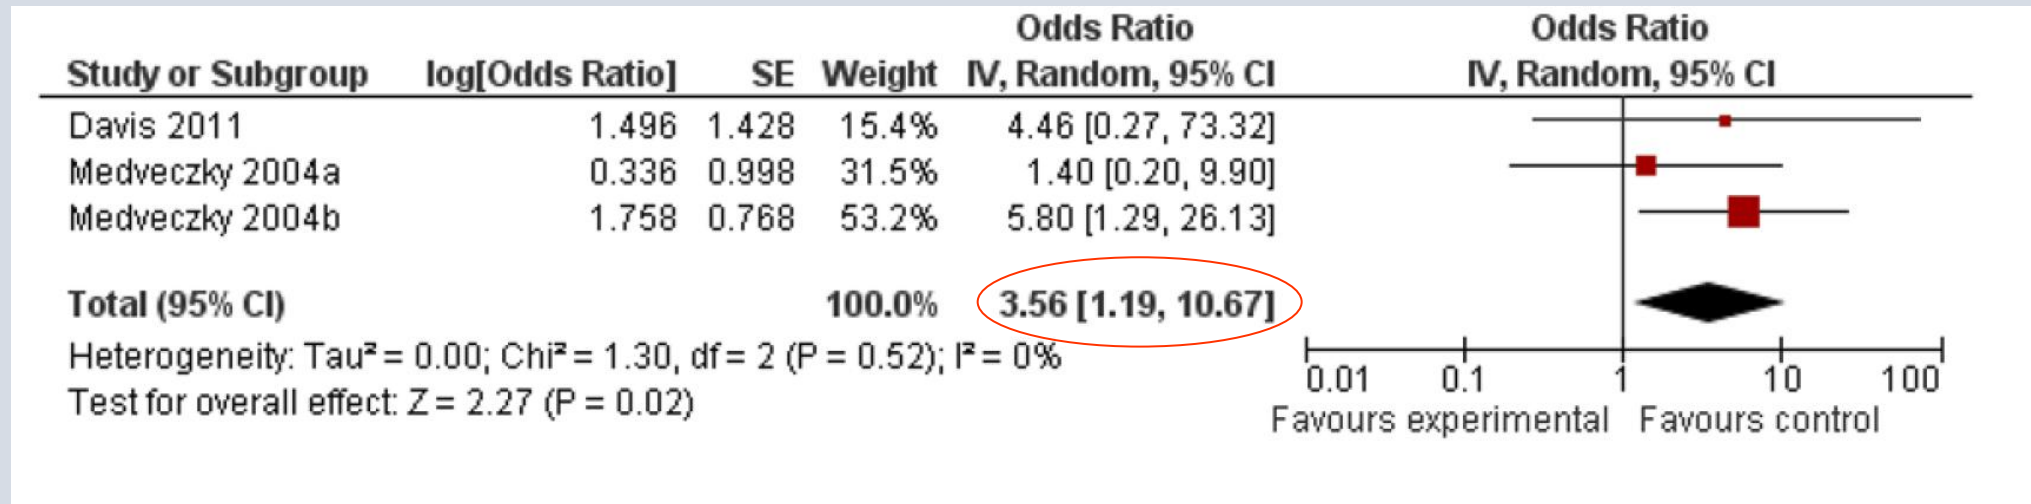 Odds Ratio Odds Ratio
Study or Subgroup log[Odds Ratio] SE Weight IV, Random, 95% CI IV, Random, 95% CI
Davis 2011 1.496 1.428 15.4% 4.46 [0.27, 73.32]
Medveczky 2004a 0.336 0.998 31.5% 1.40 [0.20, 9.90]
Medveczky 2004b 1.758 0.768 53.2% 5.80 [1.29, 26.13]
Total (95% CI) 100.0% 3.56 [1.19, 10.67]
Heterogeneity: Tau² = 0.00; Chi² = 1.30, df = 2 (P = 0.52); I² = 0%
Test for overall effect: Z = 2.27 (P = 0.02)
0.01 0.1 1 10 100
Favours experimental Favours control